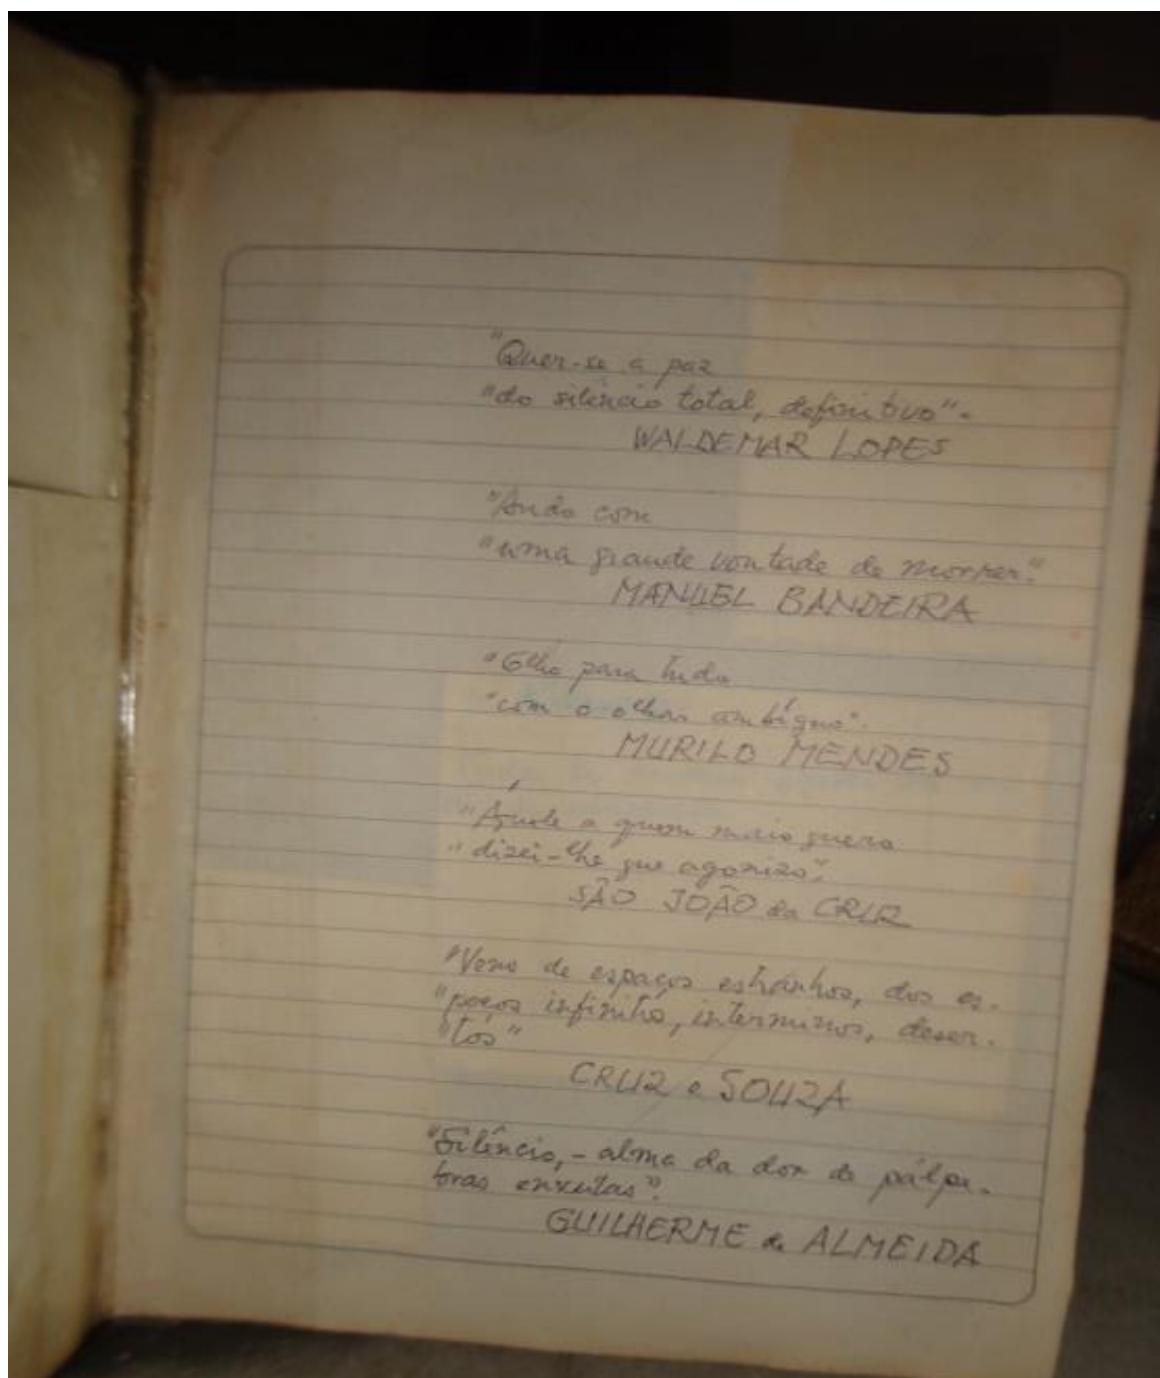 "Quer-se a paz
"do silêncio total, definitivo".
WALDEMAR LOPES
"Ando com
"uma grande vontade de morrer."
MANUEL BANDEIRA
"Olho para tudo
"com o olhar ambíguo".
MURILO MENDES
"Áquele a quem mais quero
"dizei-lhe que agonizo".
SÃO JOÃO da CRUZ
"Venho de espaços estranhos, dos es-
"paços infinitos, intérminos, deser-
"tos"
CRUZ e SOUZA
"Silêncio, - alma da dor de pálpe-
bras enxutas".
GUILHERME de ALMEIDA